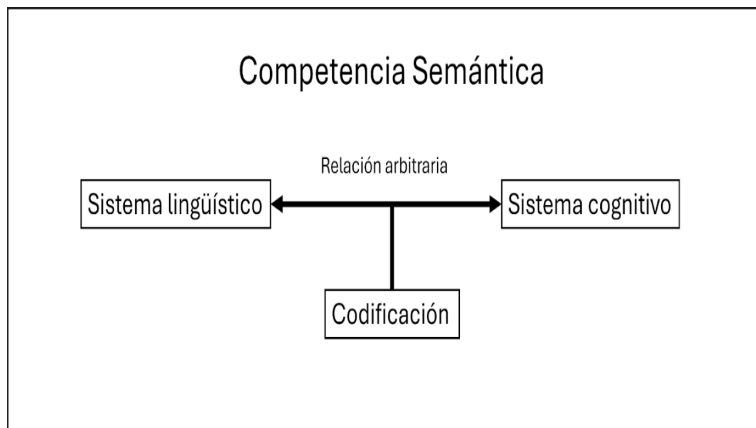 Competencia Semántica
Relación arbitraria
Sistema lingüístico
Sistema cognitivo
Codificación